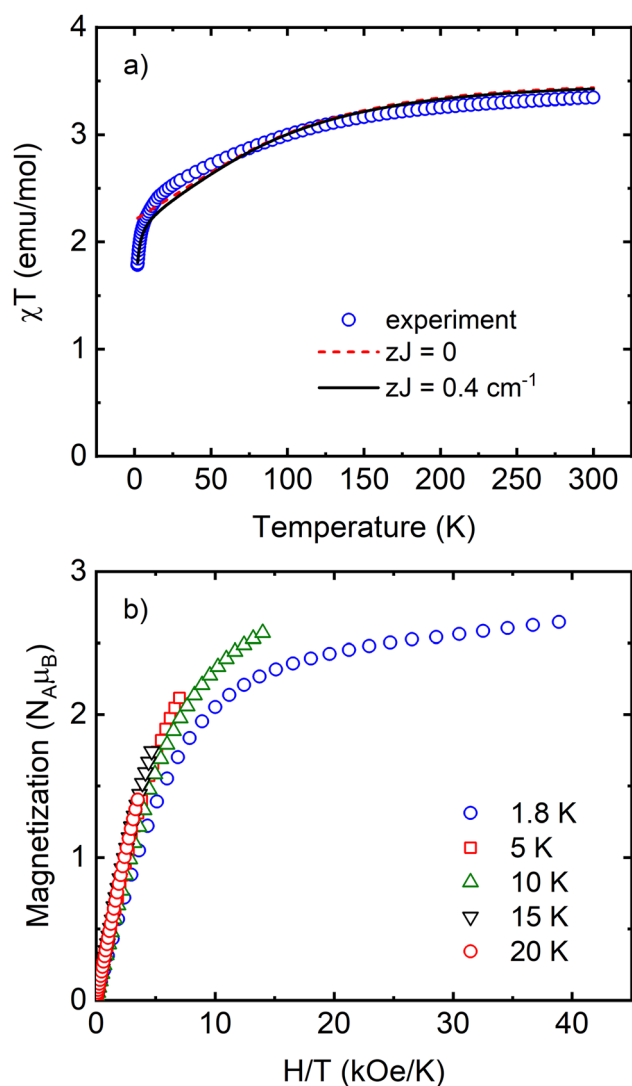 a)
χT (emu/mol)
4
3
2
1
0
experiment
zJ = 0
zJ = 0.4 cm⁻¹
0 50 100 150 200 250 300
Temperature (K)
b)
Magnetization (N_Aμ_B)
3
2
1
0
1.8 K
5 K
10 K
15 K
20 K
0 10 20 30 40
H/T (kOe/K)